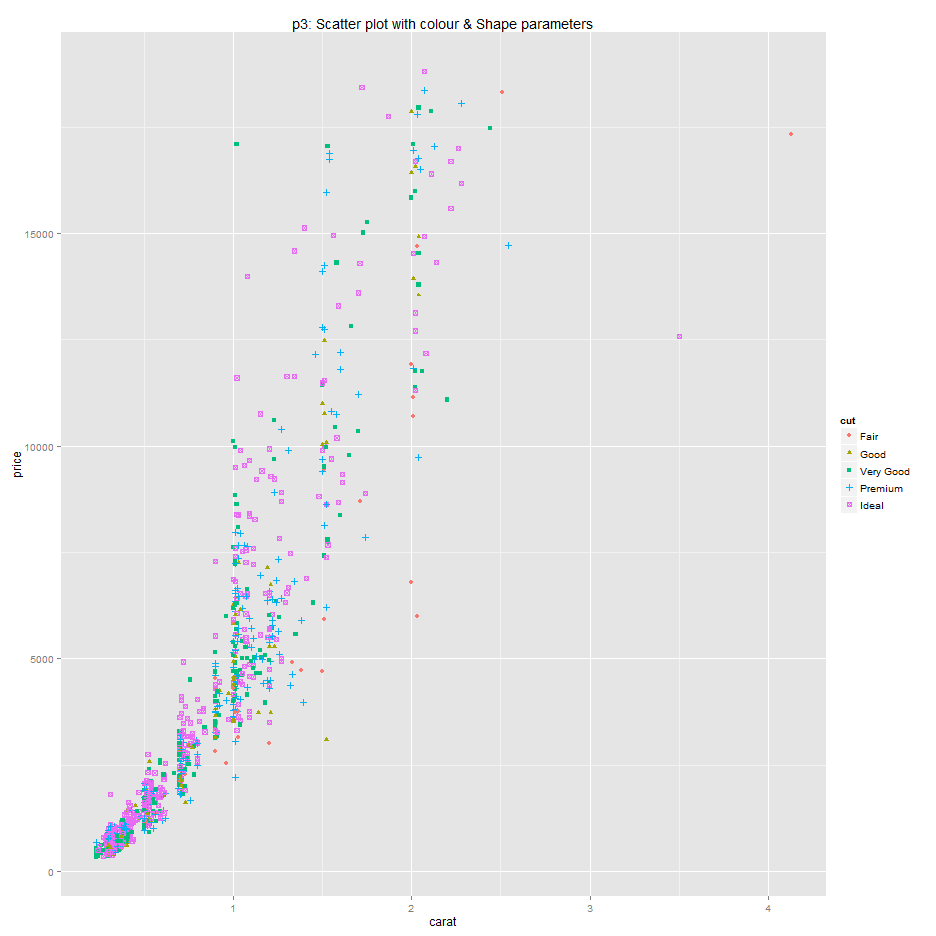 p3: Scatter plot with colour & Shape parameters
price
15000
10000
5000
0
1
2
3
4
carat
cut
Fair
Good
Very Good
Premium
Ideal